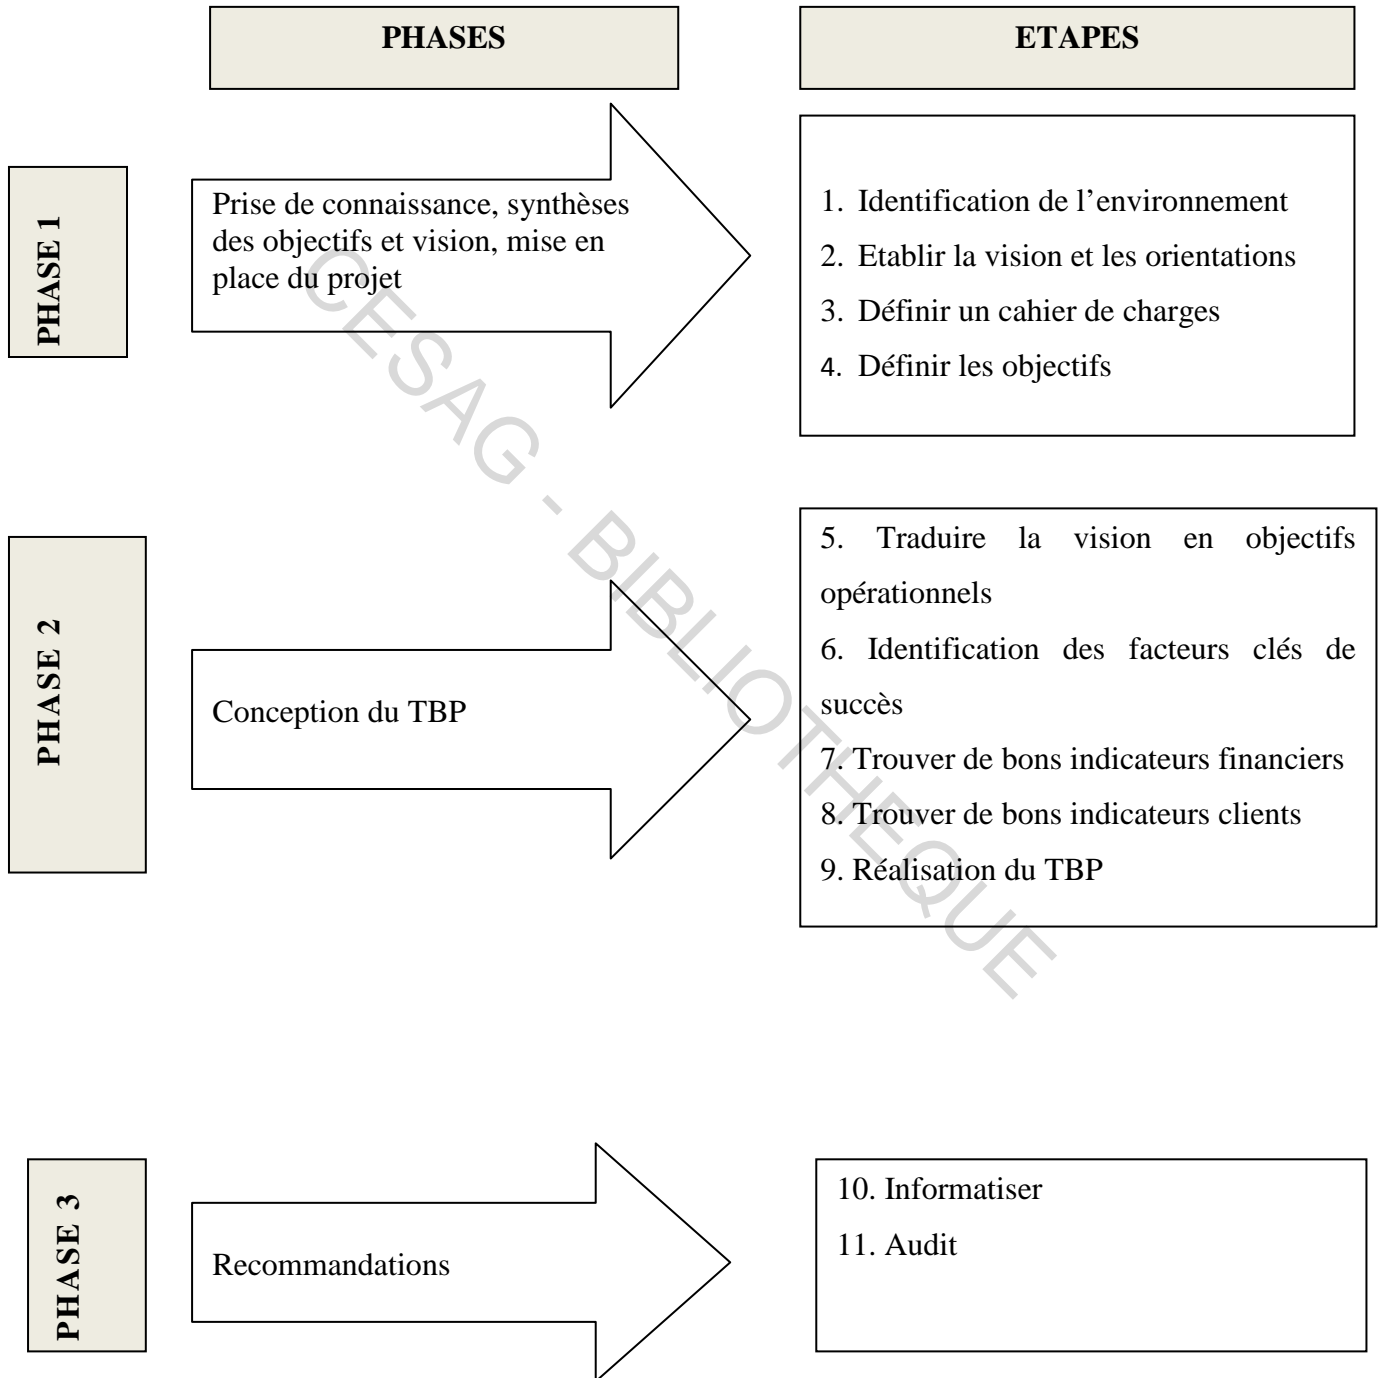 PHASES
ETAPES
PHASE 1
Prise de connaissance, synthèses
des objectifs et vision, mise en
place du projet
1. Identification de l’environnement
2. Etablir la vision et les orientations
3. Définir un cahier de charges
4. Définir les objectifs
PHASE 2
Conception du TBP
5. Traduire la vision en objectifs
opérationnels
6. Identification des facteurs clés de
succès
7. Trouver de bons indicateurs financiers
8. Trouver de bons indicateurs clients
9. Réalisation du TBP
PHASE 3
Recommandations
10. Informatiser
11. Audit
CESAG - BIBLIOTHEQUE